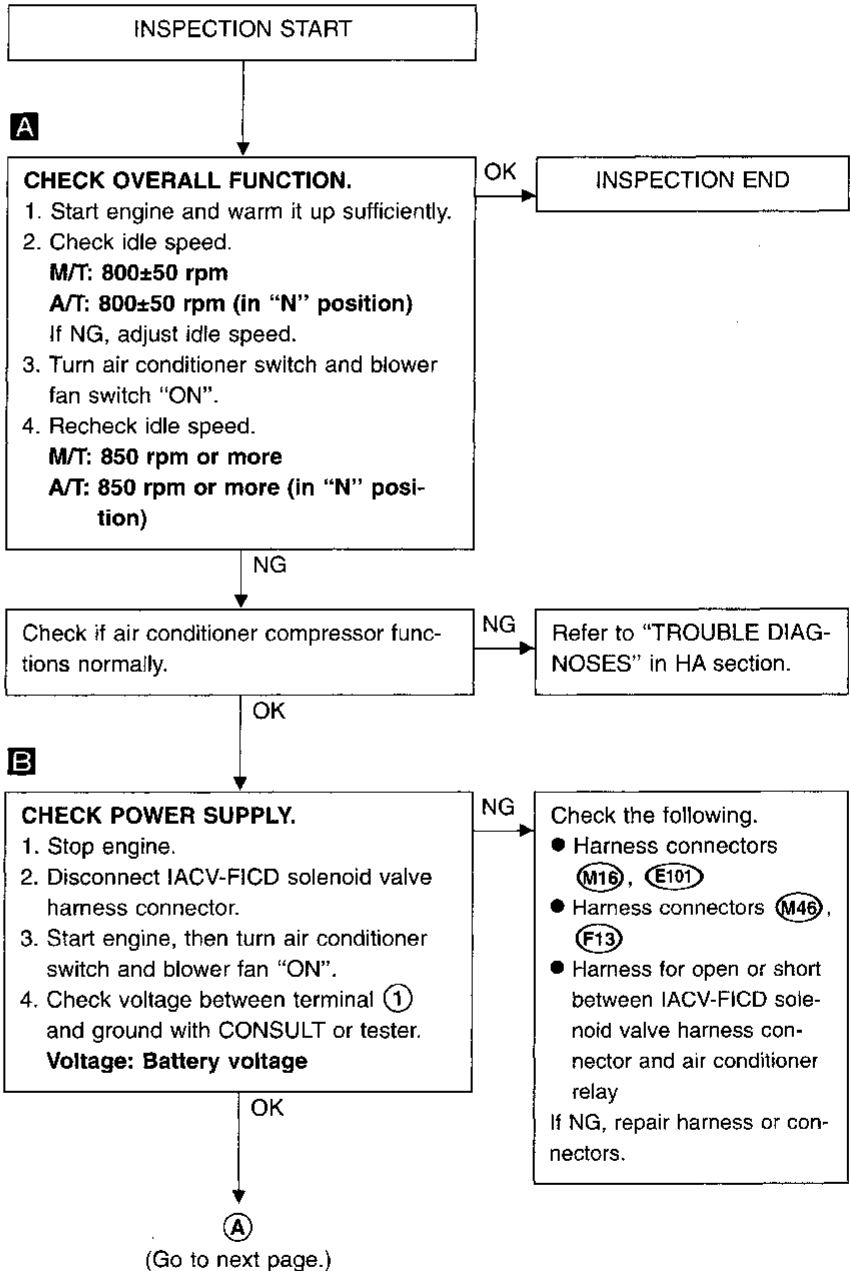 INSPECTION START
A
CHECK OVERALL FUNCTION.
1. Start engine and warm it up sufficiently.
2. Check idle speed.
M/T: 800±50 rpm
A/T: 800±50 rpm (in “N” position)
If NG, adjust idle speed.
3. Turn air conditioner switch and blower
fan switch “ON”.
4. Recheck idle speed.
M/T: 850 rpm or more
A/T: 850 rpm or more (in “N” posi-
tion)
OK
INSPECTION END
NG
Check if air conditioner compressor func-
tions normally.
NG
Refer to “TROUBLE DIAG-
NOSES” in HA section.
OK
B
CHECK POWER SUPPLY.
1. Stop engine.
2. Disconnect IACV-FICD solenoid valve
harness connector.
3. Start engine, then turn air conditioner
switch and blower fan “ON”.
4. Check voltage between terminal ①
and ground with CONSULT or tester.
Voltage: Battery voltage
NG
Check the following.
● Harness connectors
M16, E101
● Harness connectors M46,
F13
● Harness for open or short
between IACV-FICD sole-
noid valve harness con-
nector and air conditioner
relay
If NG, repair harness or con-
nectors.
OK
Ⓐ
(Go to next page.)